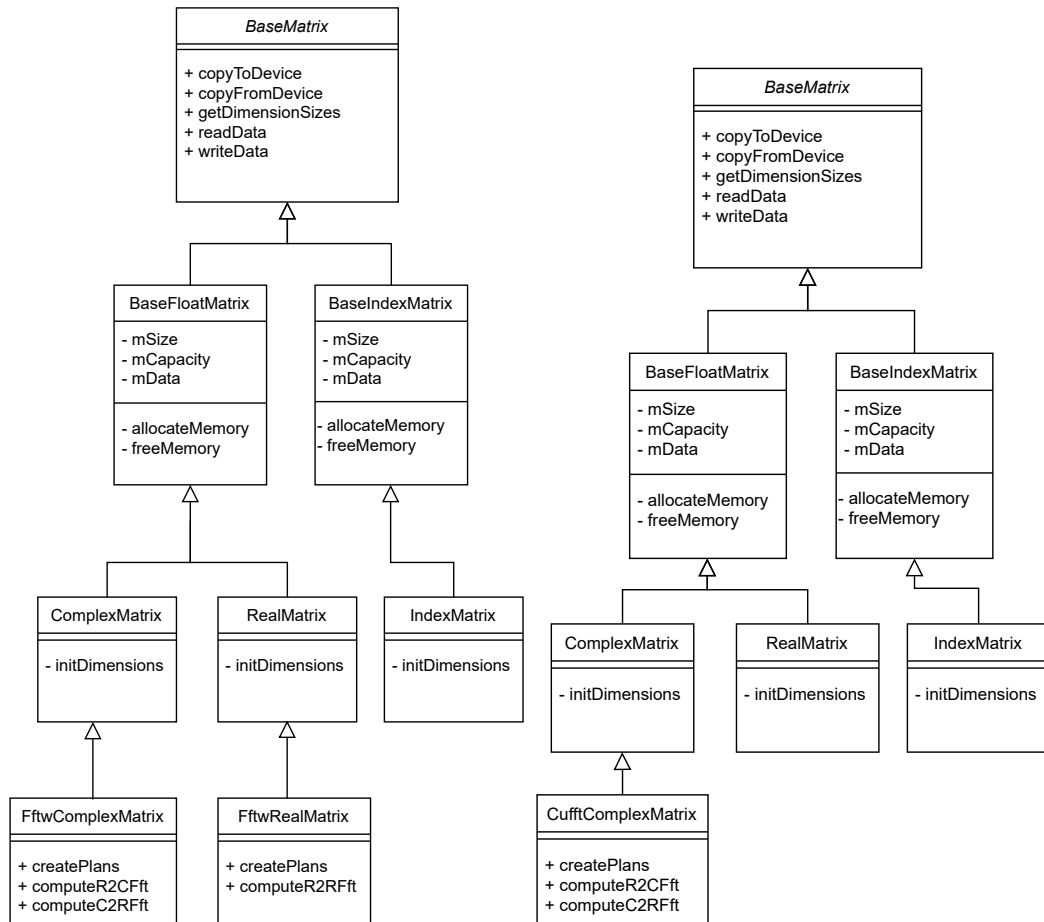 BaseMatrix
+ copyToDevice
+ copyFromDevice
+ getDimensionSizes
+ readData
+ writeData
BaseFloatMatrix
- mSize
- mCapacity
- mData
- allocateMemory
- freeMemory
BaseIndexMatrix
- mSize
- mCapacity
- mData
- allocateMemory
- freeMemory
ComplexMatrix
- initDimensions
RealMatrix
- initDimensions
IndexMatrix
- initDimensions
FftwComplexMatrix
+ createPlans
+ computeR2CFft
+ computeC2RFft
FftwRealMatrix
+ createPlans
+ computeR2RFft
BaseMatrix
+ copyToDevice
+ copyFromDevice
+ getDimensionSizes
+ readData
+ writeData
BaseFloatMatrix
- mSize
- mCapacity
- mData
- allocateMemory
- freeMemory
BaseIndexMatrix
- mSize
- mCapacity
- mData
- allocateMemory
- freeMemory
ComplexMatrix
- initDimensions
RealMatrix
- initDimensions
IndexMatrix
- initDimensions
CufftComplexMatrix
+ createPlans
+ computeR2CFft
+ computeC2RFft